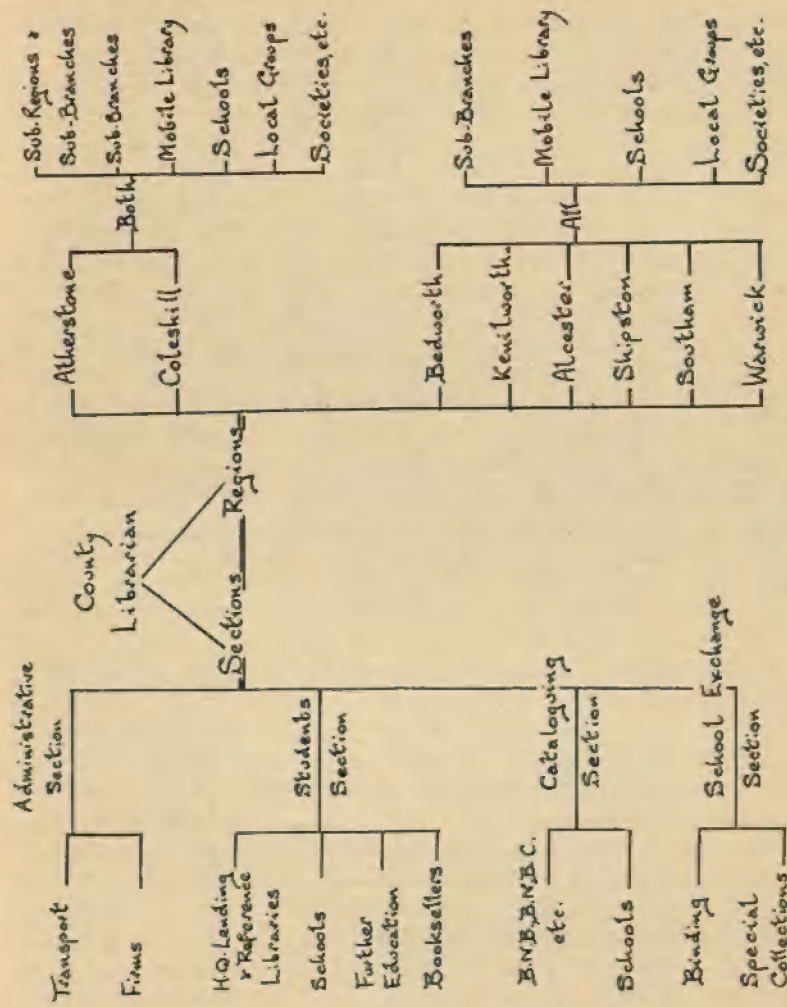 County
Librarian
Sections
Regions
Administrative
Section
Transport
Firms
Students
Section
H.Q. Lending
& Reference
Libraries
Schools
Further
Education
Booksellers
Cataloguing
Section
B.N.B, B.N.B.C.
etc.
Schools
School Exchange
Section
Binding
Special
Collections
Atherstone
Coleshill
Both
Sub-Regions &
Sub-Branches
Sub-Branches
Mobile Library
Schools
Local Groups
Societies, etc.
Bedworth
Kenilworth
Alcester
Shipston
Southam
Warwick
All
Sub-Branches
Mobile Library
Schools
Local Groups
Societies, etc.